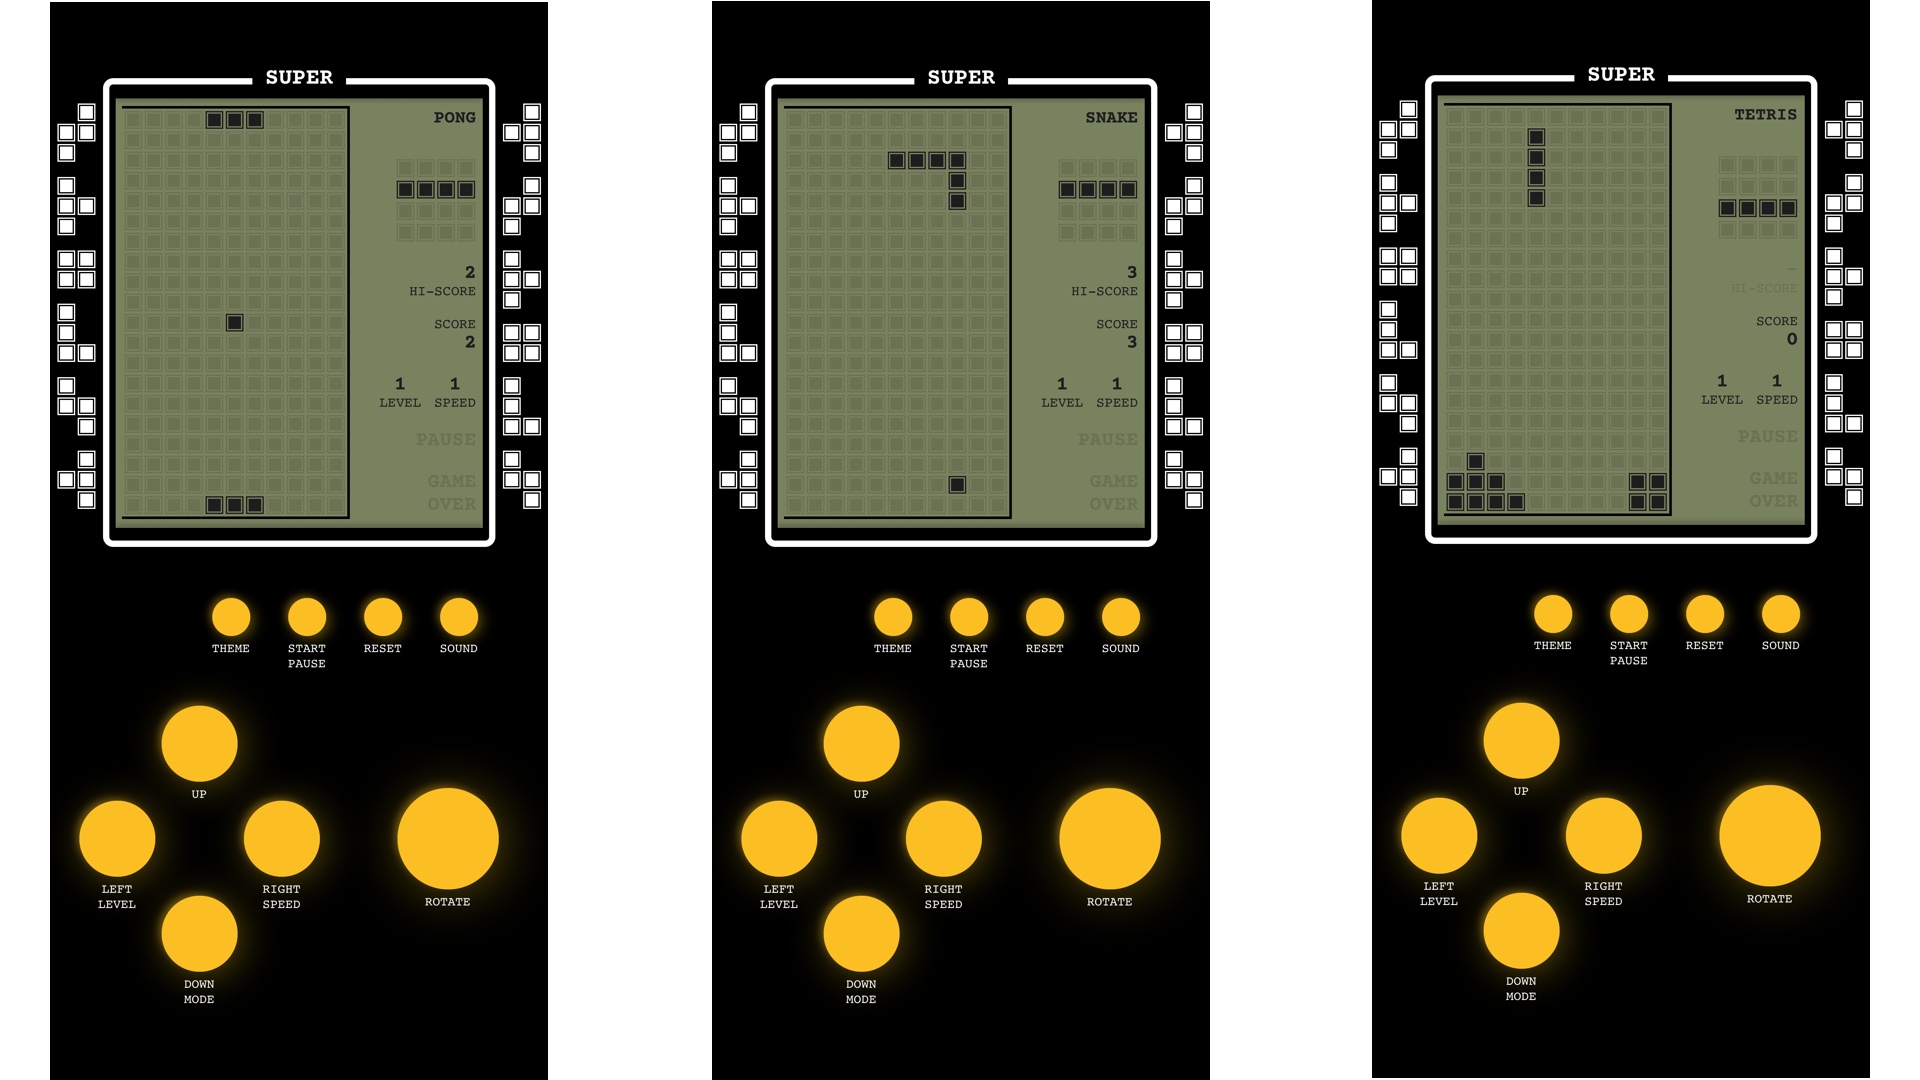 SUPER
PONG
2
HI-SCORE
SCORE
2
1 1
LEVEL SPEED
PAUSE
GAME
OVER
THEME START RESET SOUND
PAUSE
UP
LEFT RIGHT
LEVEL SPEED
ROTATE
DOWN
MODE
SUPER
SNAKE
3
HI-SCORE
SCORE
3
1 1
LEVEL SPEED
PAUSE
GAME
OVER
THEME START RESET SOUND
PAUSE
UP
LEFT RIGHT
LEVEL SPEED
ROTATE
DOWN
MODE
SUPER
TETRIS
–
HI-SCORE
SCORE
0
1 1
LEVEL SPEED
PAUSE
GAME
OVER
THEME START RESET SOUND
PAUSE
UP
LEFT RIGHT
LEVEL SPEED
ROTATE
DOWN
MODE